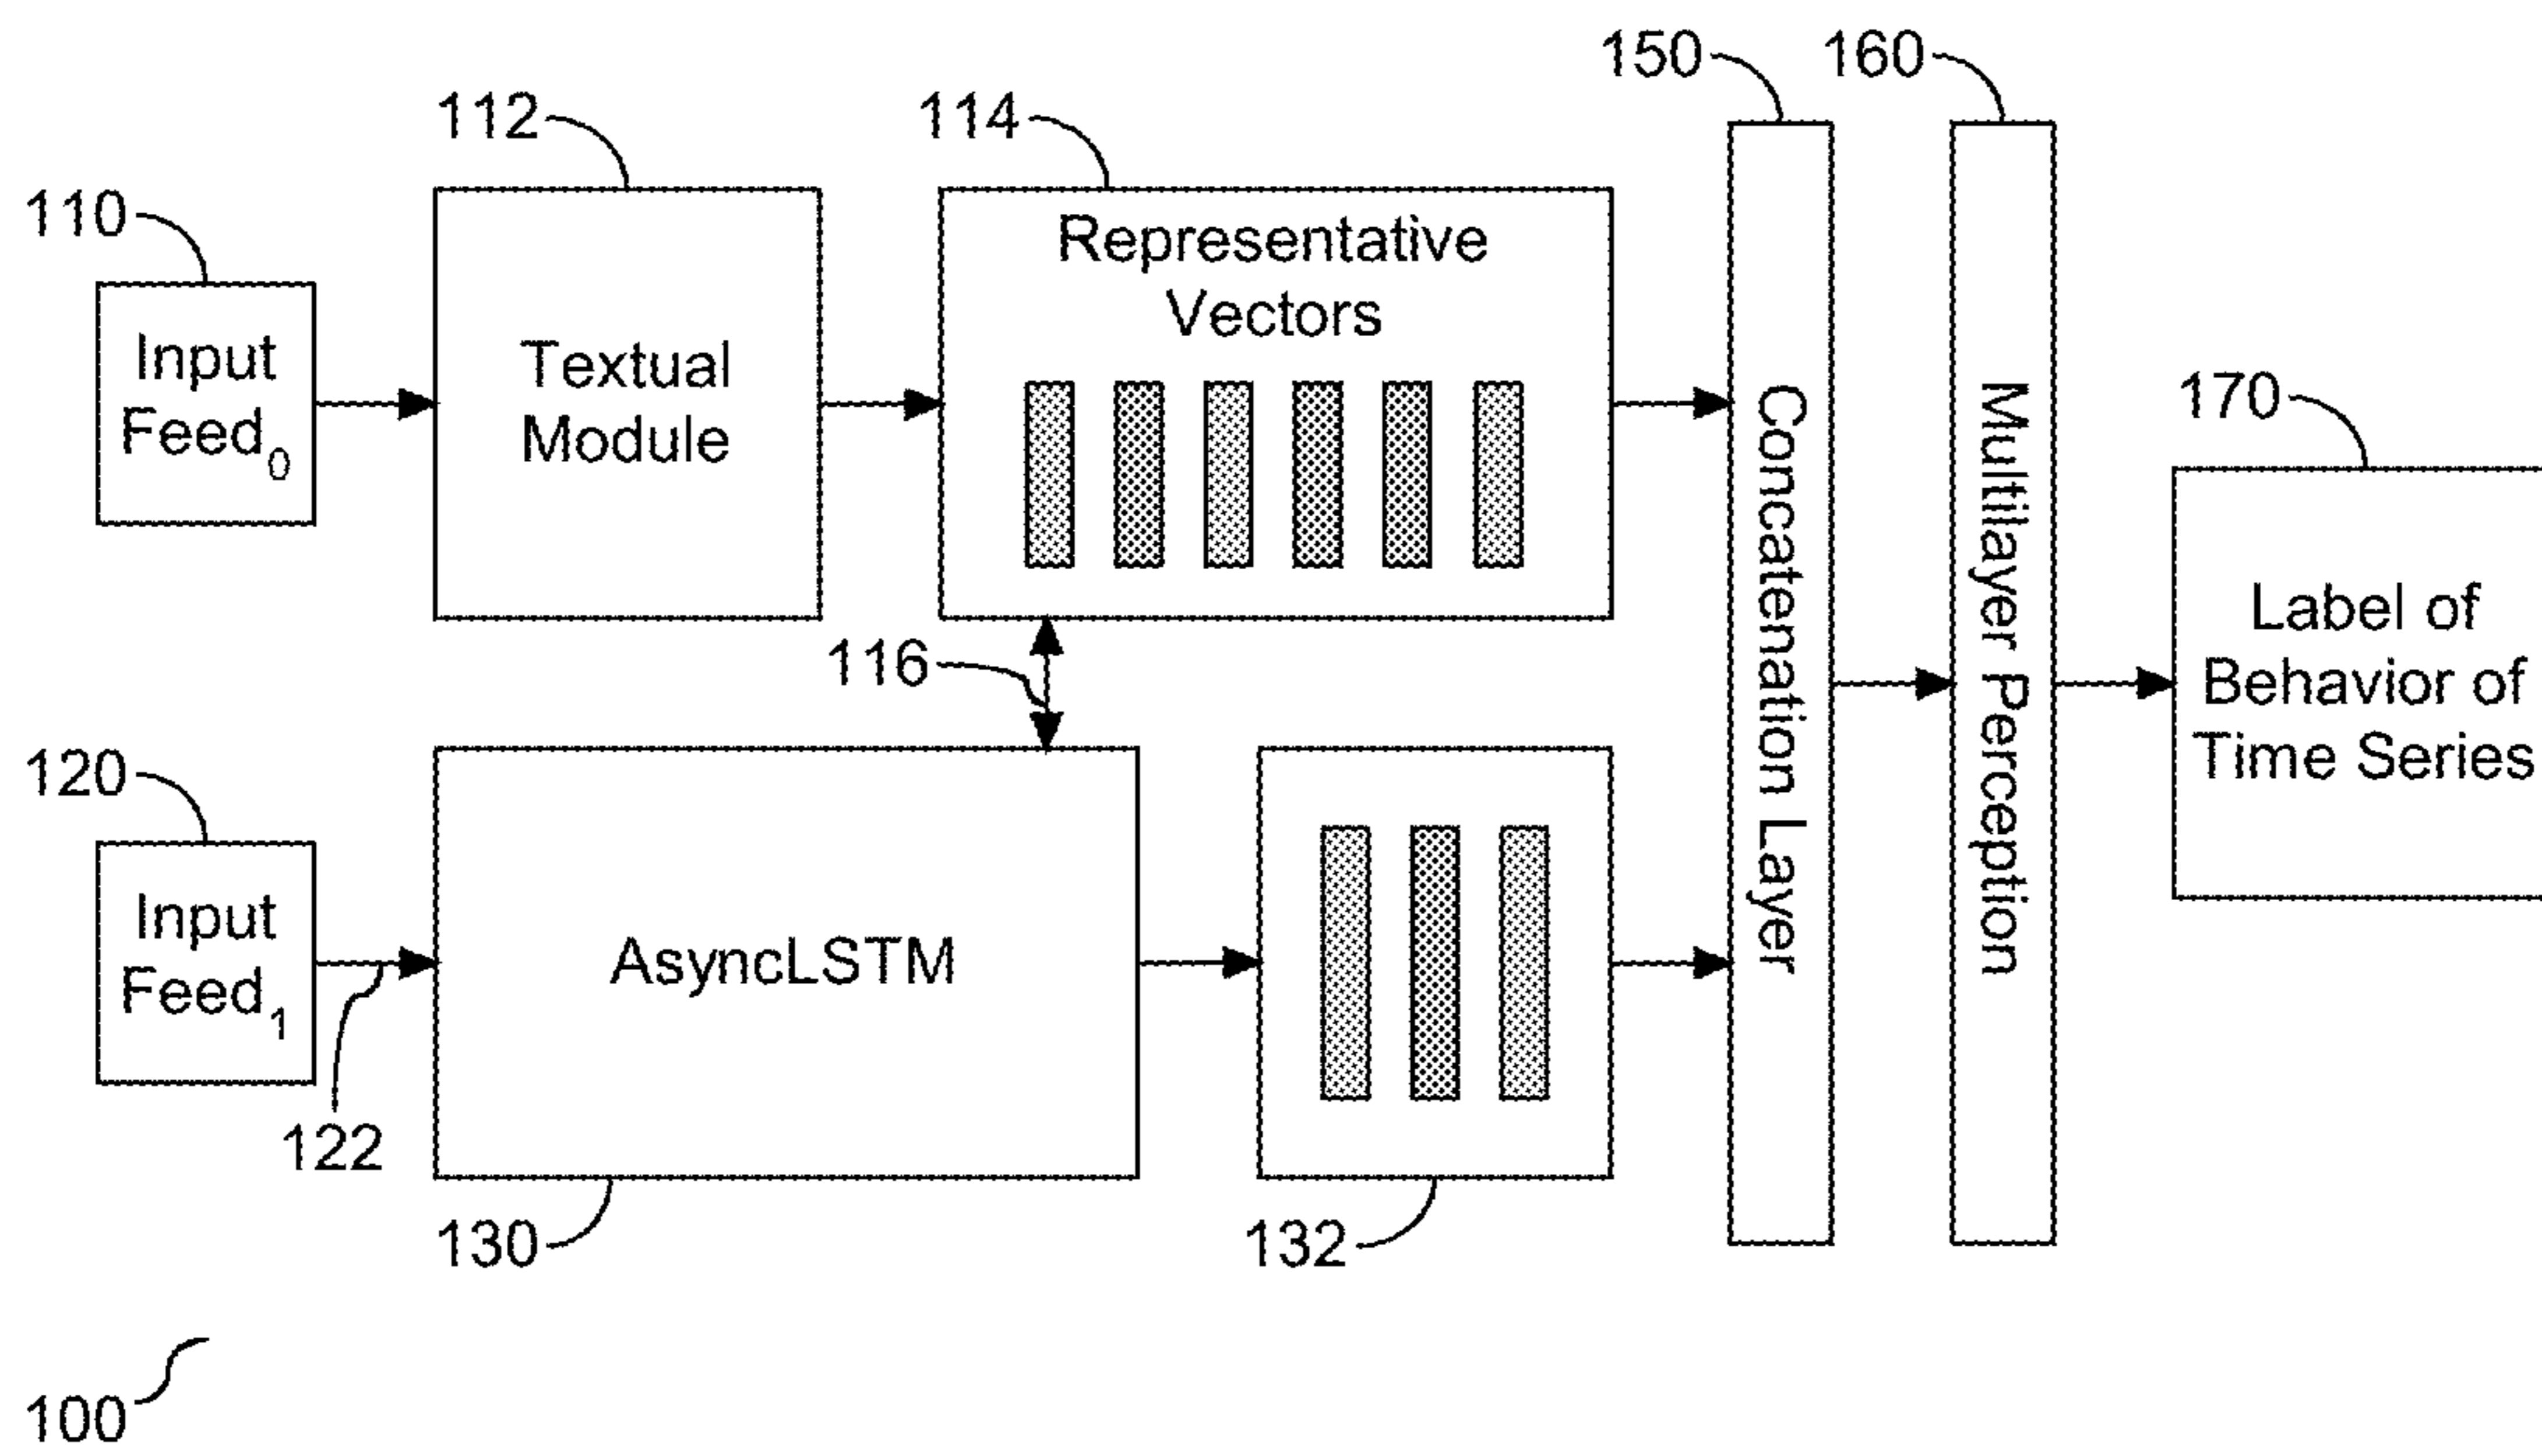 150
160
112
114
110
Input
Feed0
Textual
Module
Representative
Vectors
Concatenation Layer
Multilayer Perception
170
Label of
Behavior of
Time Series
116
120
Input
Feed1
122
AsyncLSTM
130
132
100